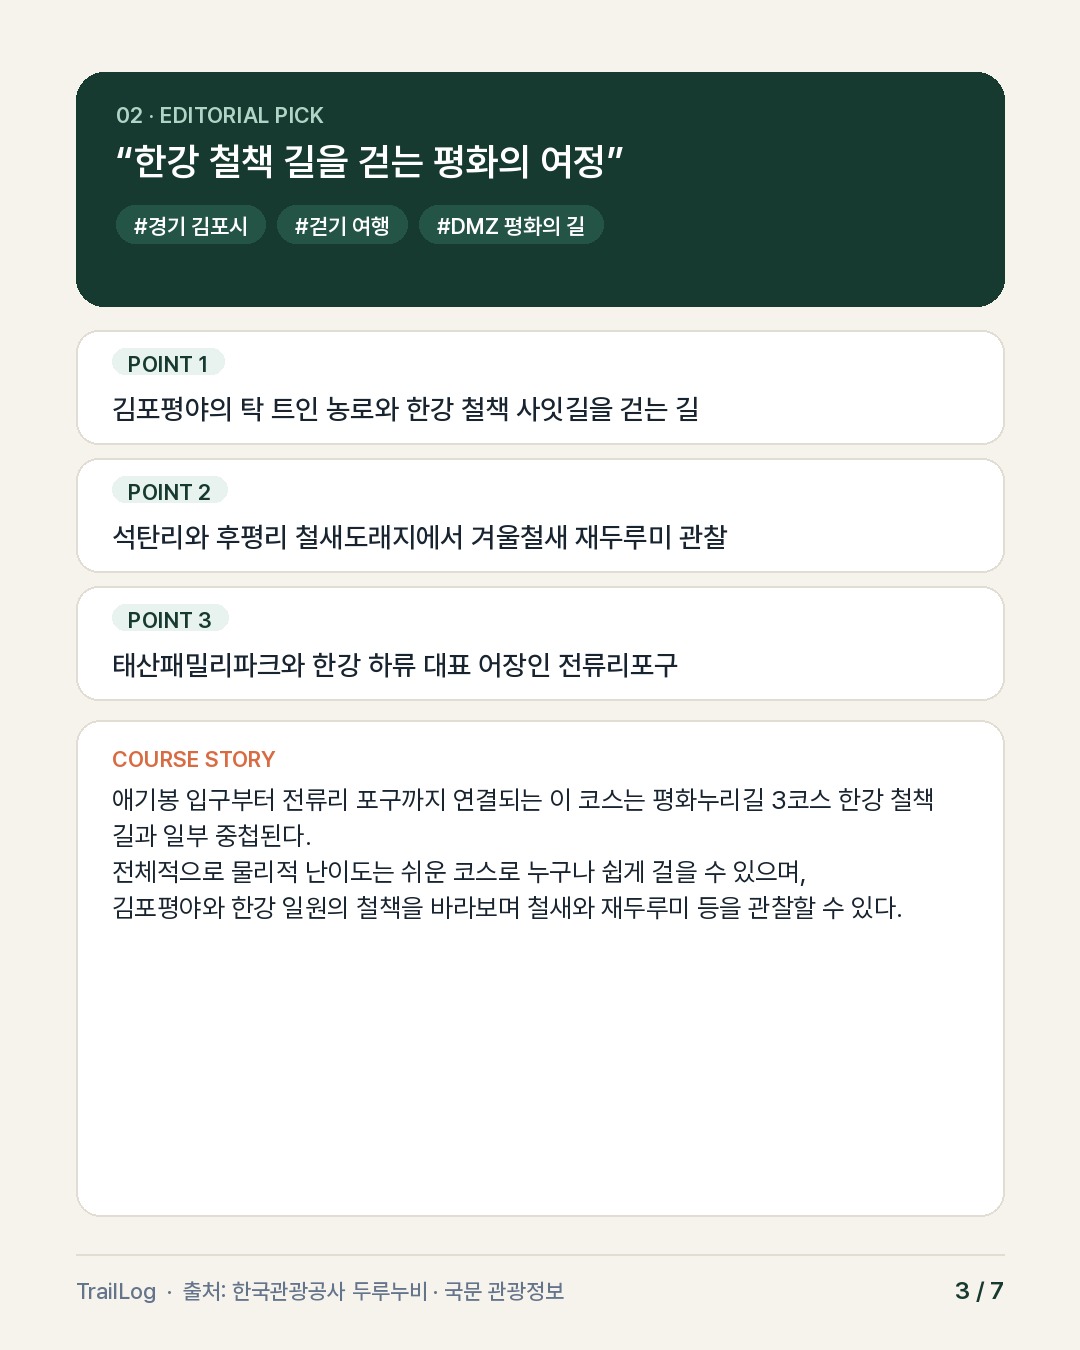 02 · EDITORIAL PICK
“한강 철책 길을 걷는 평화의 여정”
#경기 김포시 #걷기 여행 #DMZ 평화의 길
POINT 1
김포평야의 탁 트인 농로와 한강 철책 사잇길을 걷는 길
POINT 2
석탄리와 후평리 철새도래지에서 겨울철새 재두루미 관찰
POINT 3
태산패밀리파크와 한강 하류 대표 어장인 전류리포구
COURSE STORY
애기봉 입구부터 전류리 포구까지 연결되는 이 코스는 평화누리길 3코스 한강 철책
길과 일부 중첩된다.
전체적으로 물리적 난이도는 쉬운 코스로 누구나 쉽게 걸을 수 있으며,
김포평야와 한강 일원의 철책을 바라보며 철새와 재두루미 등을 관찰할 수 있다.
TrailLog · 출처: 한국관광공사 두루누비 · 국문 관광정보
3 / 7